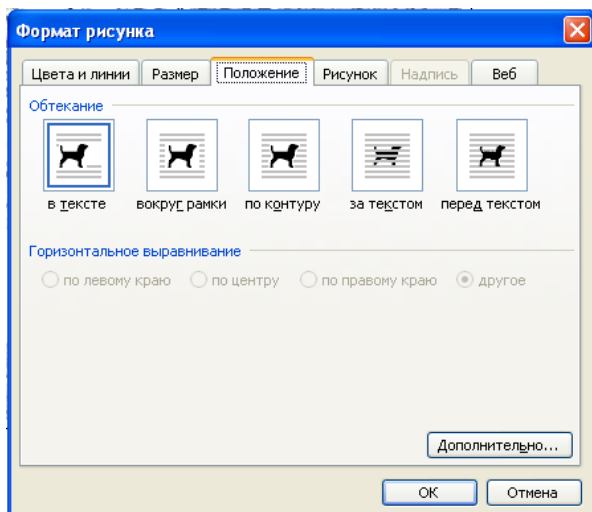 Формат рисунка
Цвета и линии Размер Положение Рисунок Надпись Веб
Обтекание
в тексте вокруг рамки по контуру за текстом перед текстом
Горизонтальное выравнивание
по левому краю по центру по правому краю другое
Дополнительно...
ОК Отмена